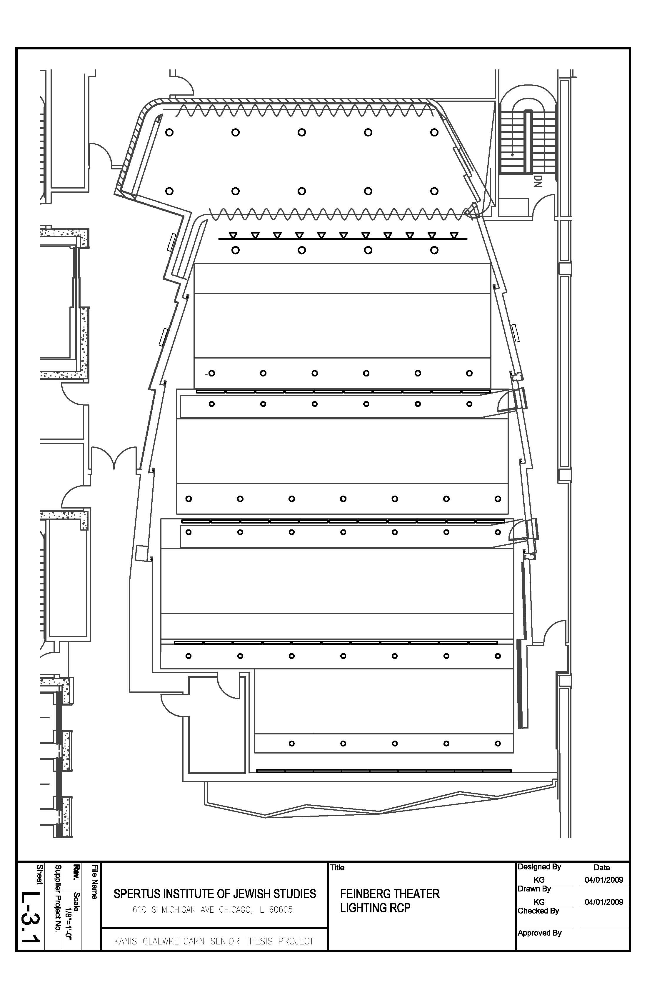 DN
Sheet
L-3.1
Supplier Project No.
Rev.
Scale
1/8"=1'-0"
File Name
SPERTUS INSTITUTE OF JEWISH STUDIES
610 S MICHIGAN AVE CHICAGO, IL 60605
KANIS GLAEWKETGARN SENIOR THESIS PROJECT
Title
FEINBERG THEATER
LIGHTING RCP
Designed By Date
KG 04/01/2009
Drawn By
KG 04/01/2009
Checked By
Approved By